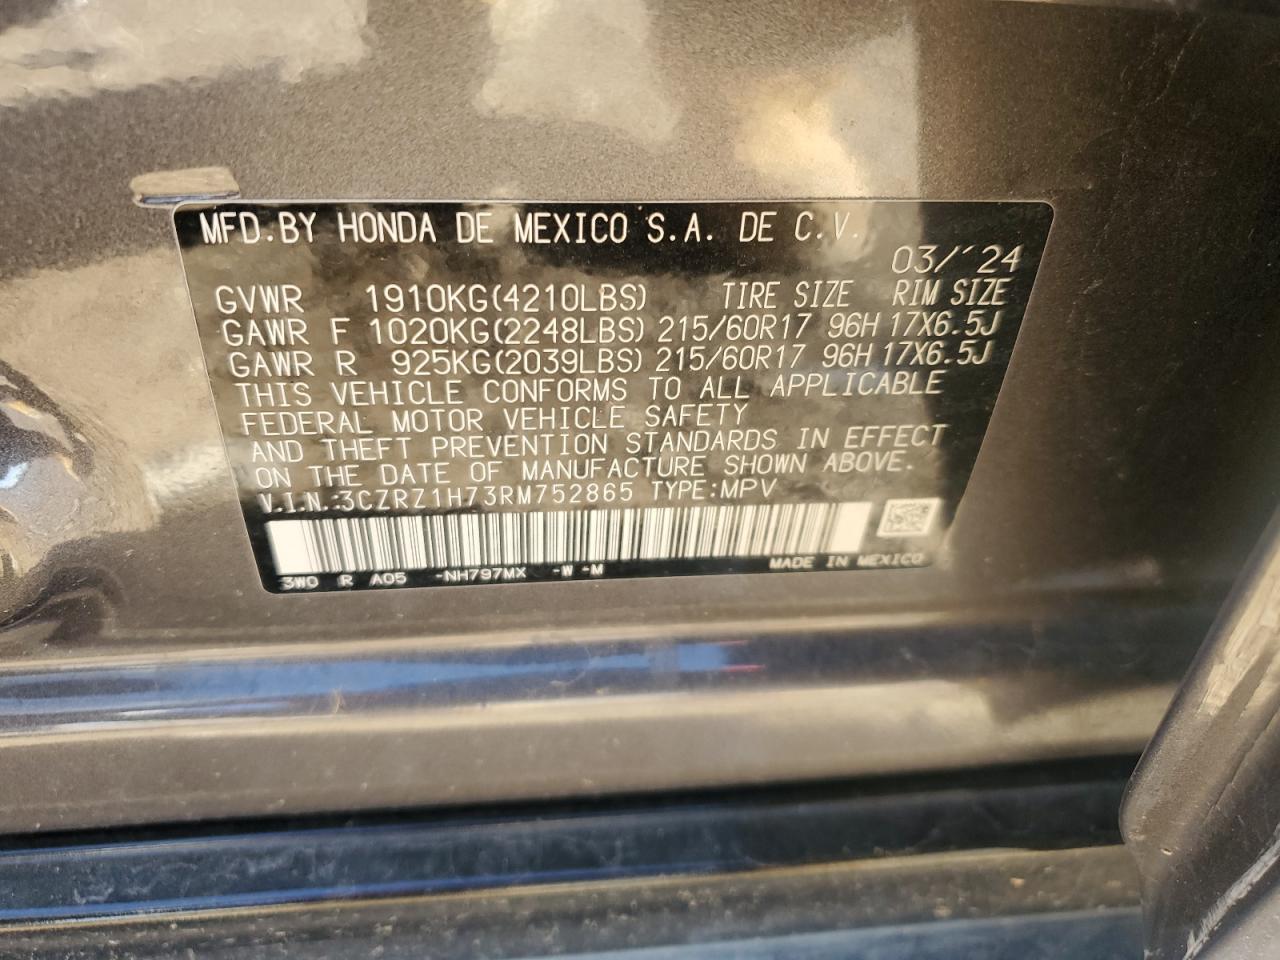 MFD.BY HONDA DE MEXICO S.A. DE C.V.
03/'24
GVWR 1910KG(4210LBS) TIRE SIZE RIM SIZE
GAWR F 1020KG(2248LBS) 215/60R17 96H 17X6.5J
GAWR R 925KG(2039LBS) 215/60R17 96H 17X6.5J
THIS VEHICLE CONFORMS TO ALL APPLICABLE
FEDERAL MOTOR VEHICLE SAFETY
AND THEFT PREVENTION STANDARDS IN EFFECT
ON THE DATE OF MANUFACTURE SHOWN ABOVE.
V.I.N.:3CZRZ1H73RM752865 TYPE:MPV
3W0 R A05 -NH797MX -W -M MADE IN MEXICO